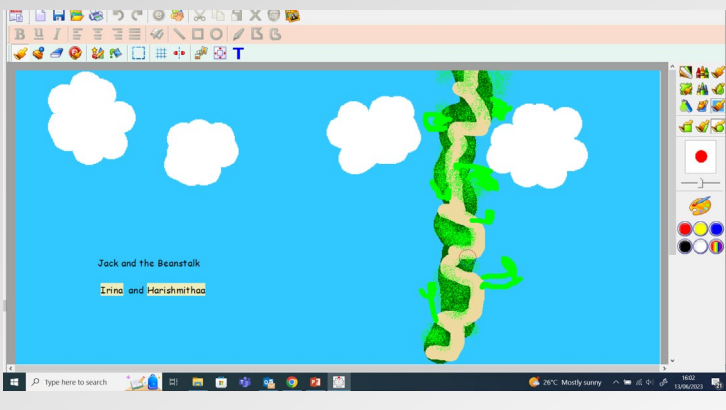 B U I
T
Jack and the Beanstalk
Irina and Harishmithaa
Type here to search
26°C Mostly sunny
16:02
13/06/2023
21